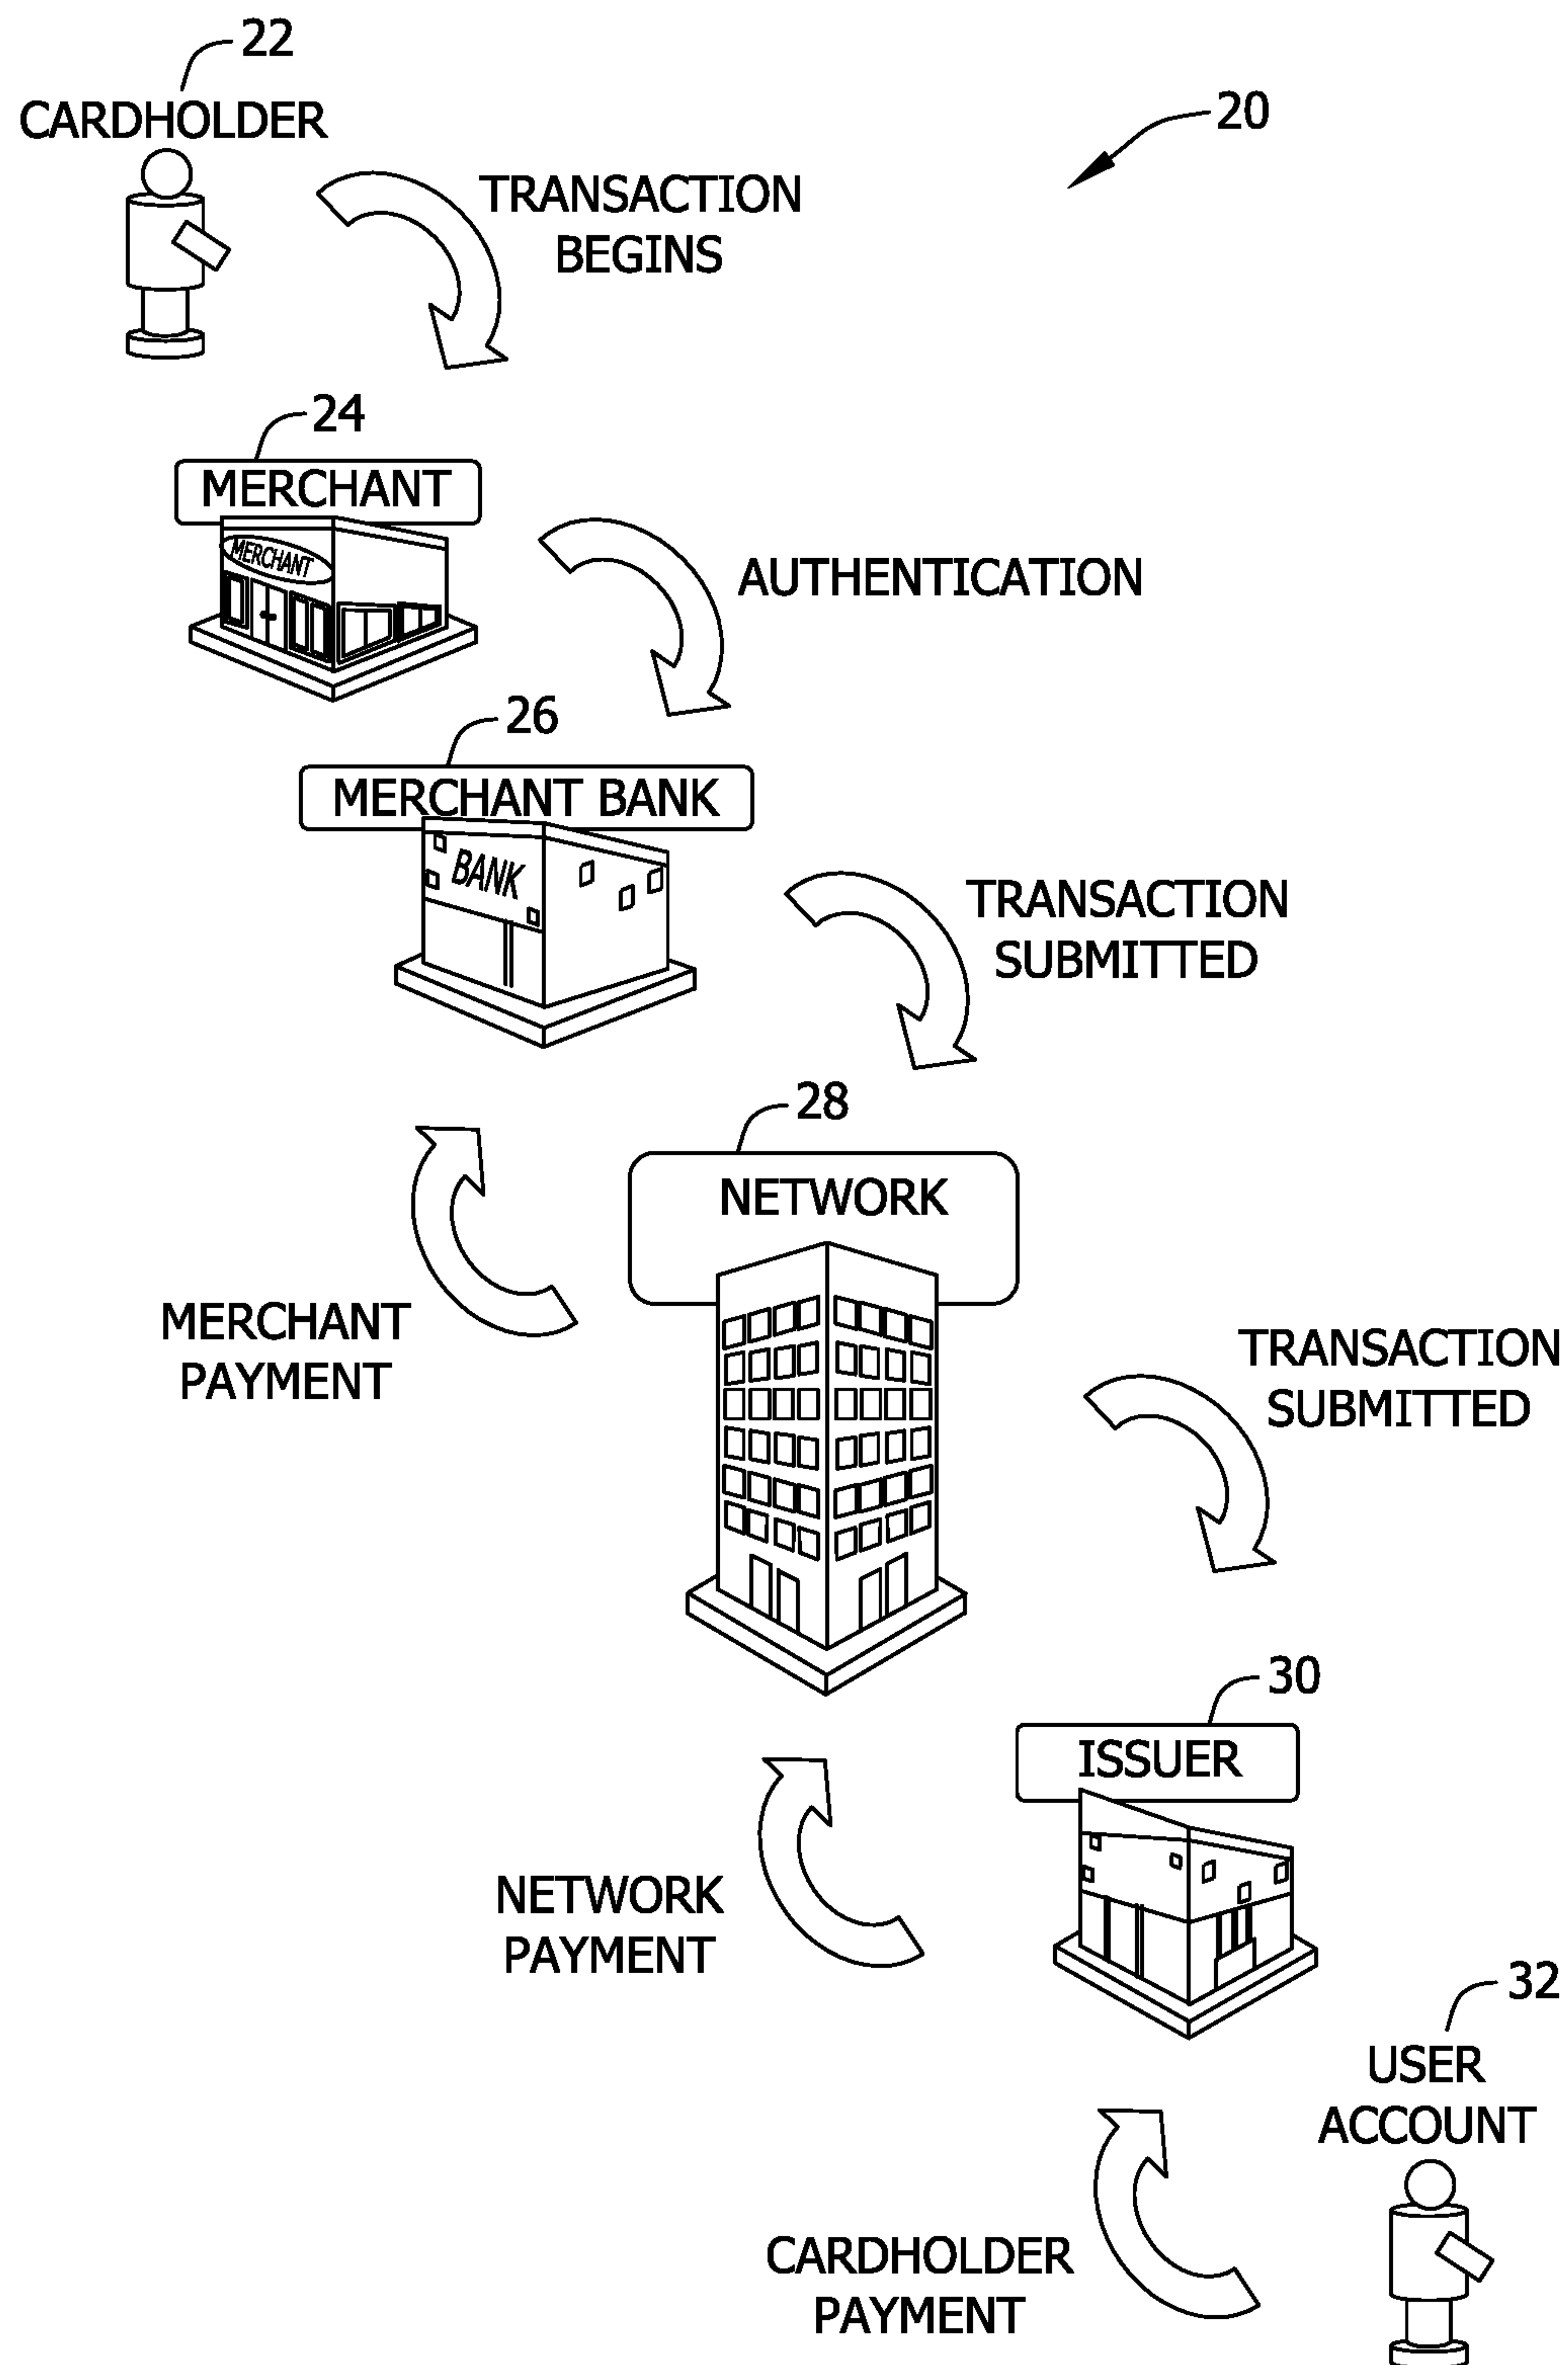 22
CARDHOLDER
20
TRANSACTION
BEGINS
24
MERCHANT
MERCHANT
AUTHENTICATION
26
MERCHANT BANK
BANK
TRANSACTION
SUBMITTED
28
NETWORK
MERCHANT
PAYMENT
TRANSACTION
SUBMITTED
30
ISSUER
NETWORK
PAYMENT
32
USER
ACCOUNT
CARDHOLDER
PAYMENT